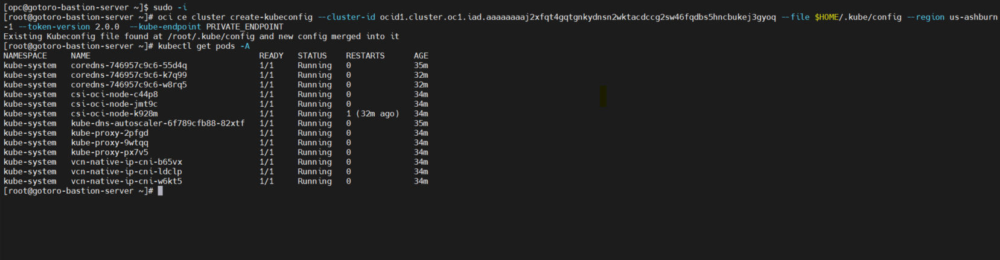 [opc@gotoro-bastion-server ~]$ sudo -i
[root@gotoro-bastion-server ~]# oci ce cluster create-kubeconfig --cluster-id ocid1.cluster.oc1.iad.aaaaaaaaj2xfqt4gqtgnkydnsn2wktacdccg2sw46fqdbs5hncbukej3gyoq --file $HOME/.kube/config --region us-ashburn
-1 --token-version 2.0.0  --kube-endpoint PRIVATE_ENDPOINT
Existing Kubeconfig file found at /root/.kube/config and new config merged into it
[root@gotoro-bastion-server ~]# kubectl get pods -A
NAMESPACE     NAME                                   READY   STATUS    RESTARTS      AGE
kube-system   coredns-746957c9c6-55d4q               1/1     Running   0             35m
kube-system   coredns-746957c9c6-k7q99               1/1     Running   0             32m
kube-system   coredns-746957c9c6-w8rq5               1/1     Running   0             32m
kube-system   csi-oci-node-c44p8                     1/1     Running   0             34m
kube-system   csi-oci-node-jmt9c                     1/1     Running   0             34m
kube-system   csi-oci-node-k928m                     1/1     Running   1 (32m ago)   34m
kube-system   kube-dns-autoscaler-6f789cfb88-82xtf   1/1     Running   0             35m
kube-system   kube-proxy-2pfgd                       1/1     Running   0             34m
kube-system   kube-proxy-9wtqq                       1/1     Running   0             34m
kube-system   kube-proxy-px7v5                       1/1     Running   0             34m
kube-system   vcn-native-ip-cni-b65vx                1/1     Running   0             34m
kube-system   vcn-native-ip-cni-ldclp                1/1     Running   0             34m
kube-system   vcn-native-ip-cni-w6kt5                1/1     Running   0             34m
[root@gotoro-bastion-server ~]#